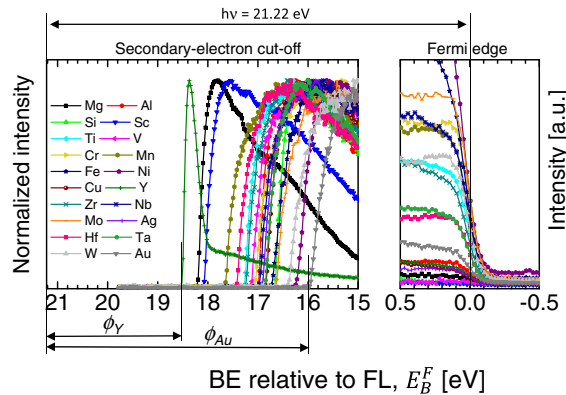 hν = 21.22 eV
Secondary-electron cut-off
Fermi edge
Normalized intensity
Intensity [a.u.]
Mg Al
Si Sc
Ti V
Cr Mn
Fe Ni
Cu Y
Zr Nb
Mo Ag
Hf Ta
W Au
21 20 19 18 17 16 15
0.5 0.0 -0.5
ϕY
ϕAu
BE relative to FL, E_B^F [eV]